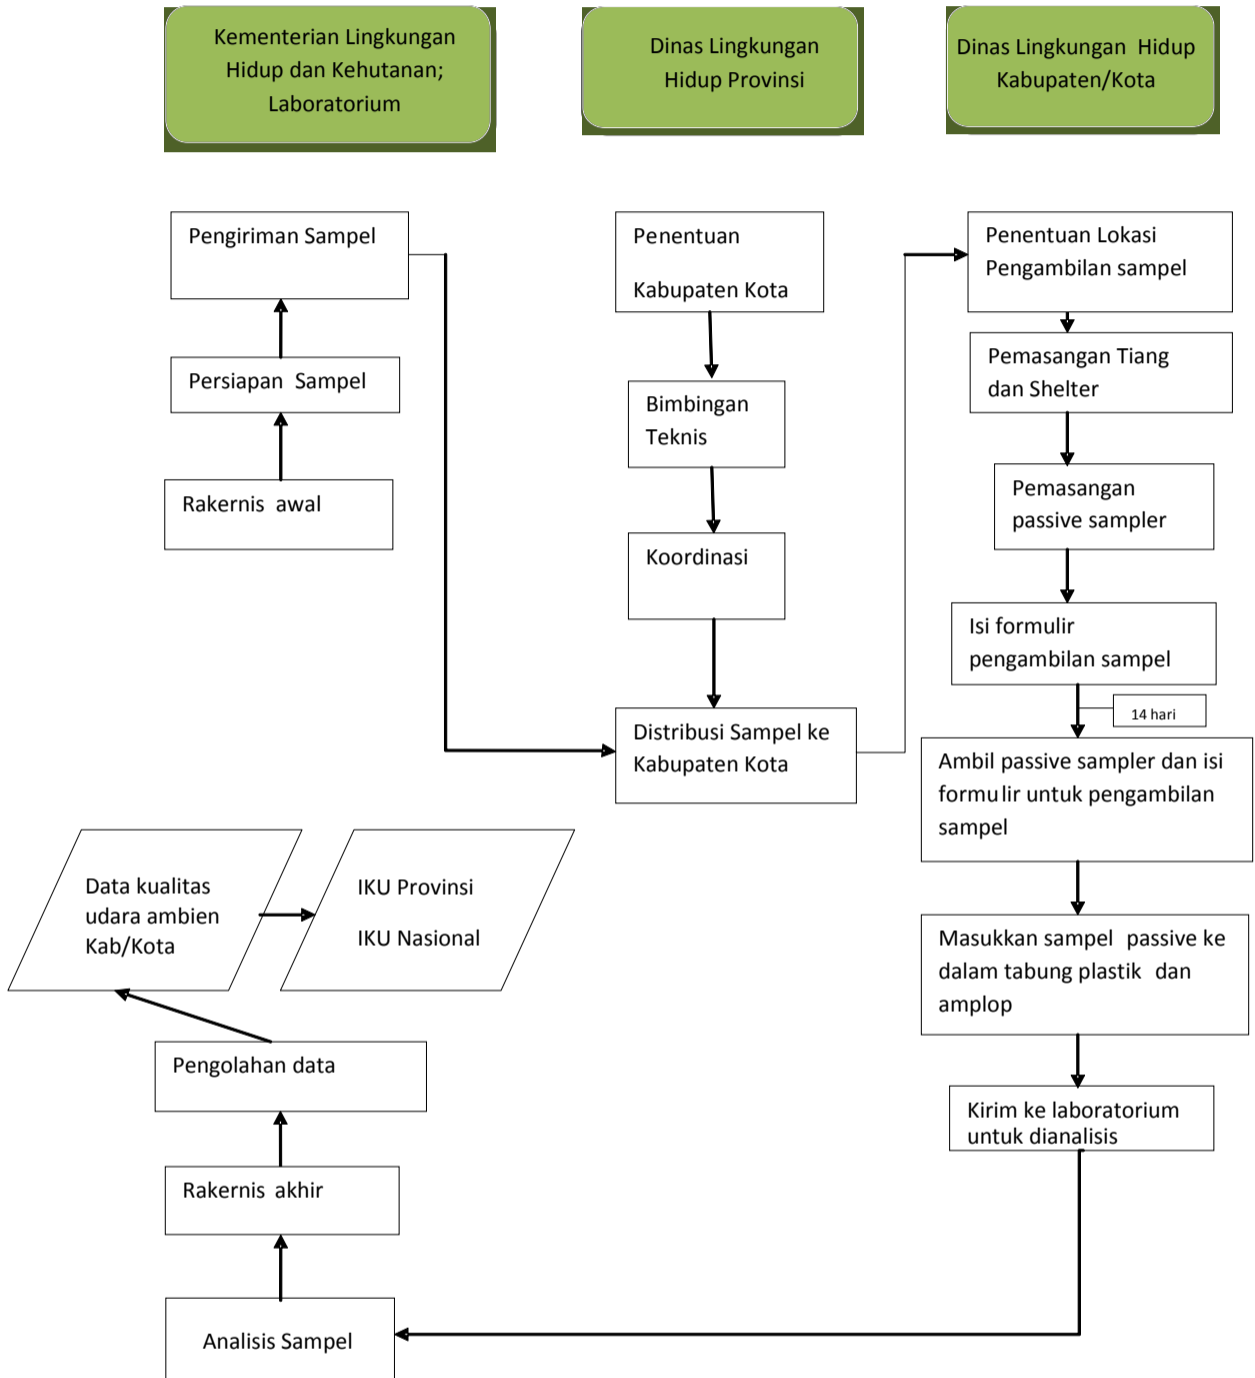 Kementerian Lingkungan
Hidup dan Kehutanan;
Laboratorium
Dinas Lingkungan
Hidup Provinsi
Dinas Lingkungan Hidup
Kabupaten/Kota
Pengiriman Sampel
Persiapan Sampel
Rakernis awal
Penentuan
Kabupaten Kota
Bimbingan
Teknis
Koordinasi
Distribusi Sampel ke
Kabupaten Kota
Penentuan Lokasi
Pengambilan sampel
Pemasangan Tiang
dan Shelter
Pemasangan
passive sampler
Isi formulir
pengambilan sampel
14 hari
Ambil passive sampler dan isi
formulir untuk pengambilan
sampel
Masukkan sampel passive ke
dalam tabung plastik dan
amplop
Kirim ke laboratorium
untuk dianalisis
Data kualitas
udara ambien
Kab/Kota
IKU Provinsi
IKU Nasional
Pengolahan data
Rakernis akhir
Analisis Sampel